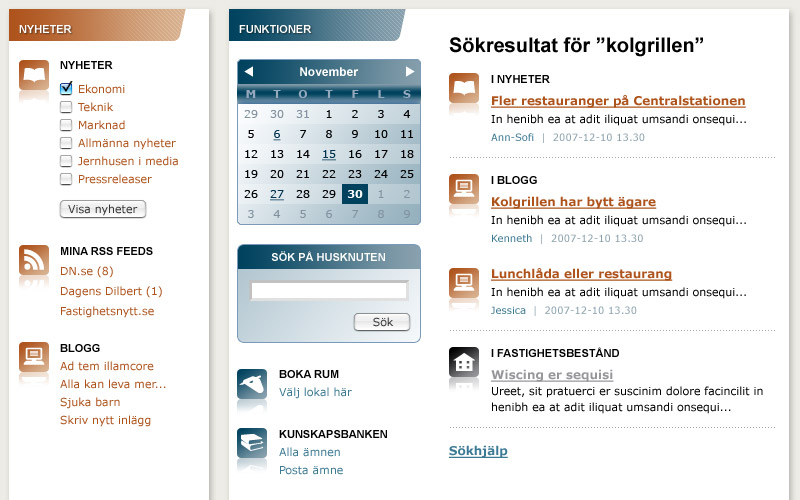 NYHETER
NYHETER
Ekonomi
Teknik
Marknad
Allmänna nyheter
Jernhusen i media
Pressreleaser
Visa nyheter
MINA RSS FEEDS
DN.se (8)
Dagens Dilbert (1)
Fastighetsnytt.se
BLOGG
Ad tem illamcore
Alla kan leva mer...
Sjuka barn
Skriv nytt inlägg
FUNKTIONER
November
M T O T F L S
29 30 31 1 2 3 4
5 6 7 8 9 10 11
12 13 14 15 16 17 18
19 20 21 22 23 24 25
26 27 28 29 30 1 2
3 4 5 6 7 8 9
SÖK PÅ HUSKNUTEN
Sök
BOKA RUM
Välj lokal här
KUNSKAPSBANKEN
Alla ämnen
Posta ämne
Sökresultat för ”kolgrillen”
I NYHETER
Fler restauranger på Centralstationen
In henibh ea at adit iliquat umsandi onsequi...
Ann-Sofi | 2007-12-10 13.30
I BLOGG
Kolgrillen har bytt ägare
In henibh ea at adit iliquat umsandi onsequi...
Kenneth | 2007-12-10 13.30
Lunchlåda eller restaurang
In henibh ea at adit iliquat umsandi onsequi...
Jessica | 2007-12-10 13.30
I FASTIGHETSBESTÅND
Wiscing er sequisi
Ureet, sit pratuerci er suscinim dolore facincilit in
henibh ea at adit iliquat umsandi onsequi...
Sökhjälp